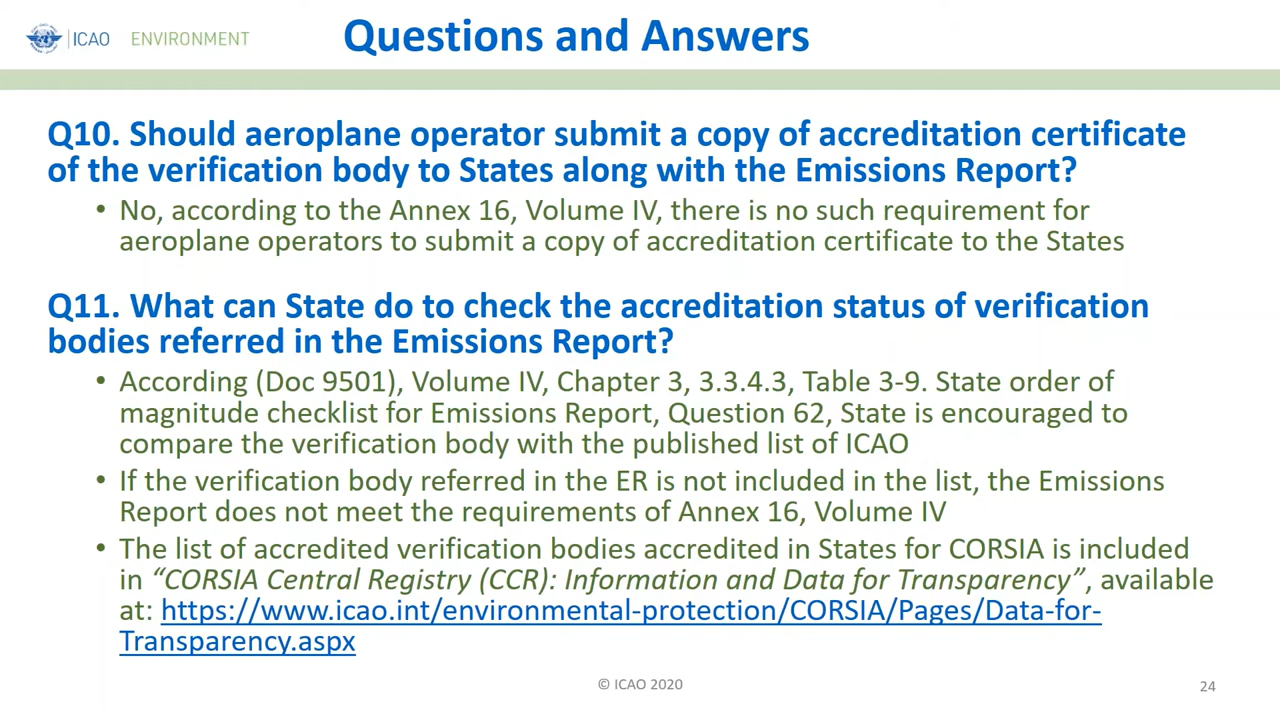 ICAO ENVIRONMENT
Questions and Answers
Q10. Should aeroplane operator submit a copy of accreditation certificate
of the verification body to States along with the Emissions Report?
• No, according to the Annex 16, Volume IV, there is no such requirement for
aeroplane operators to submit a copy of accreditation certificate to the States
Q11. What can State do to check the accreditation status of verification
bodies referred in the Emissions Report?
• According (Doc 9501), Volume IV, Chapter 3, 3.3.4.3, Table 3-9. State order of
magnitude checklist for Emissions Report, Question 62, State is encouraged to
compare the verification body with the published list of ICAO
• If the verification body referred in the ER is not included in the list, the Emissions
Report does not meet the requirements of Annex 16, Volume IV
• The list of accredited verification bodies accredited in States for CORSIA is included
in “CORSIA Central Registry (CCR): Information and Data for Transparency”, available
at: https://www.icao.int/environmental-protection/CORSIA/Pages/Data-for-
Transparency.aspx
© ICAO 2020
24